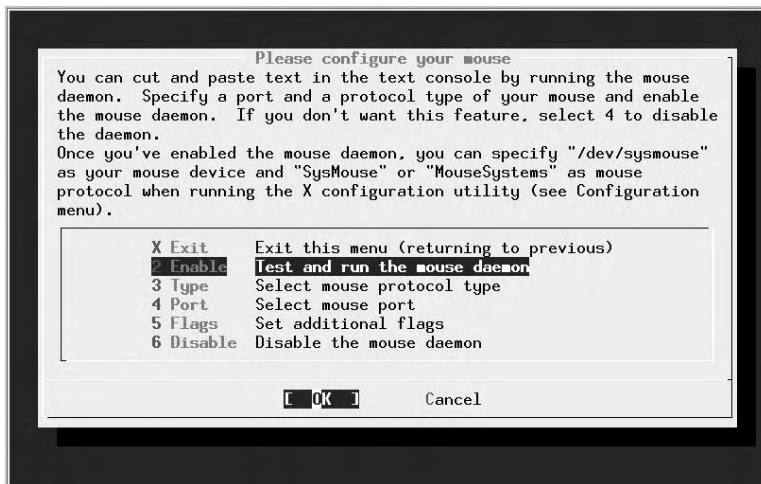 Please configure your mouse
You can cut and paste text in the text console by running the mouse
daemon.  Specify a port and a protocol type of your mouse and enable
the mouse daemon.  If you don't want this feature, select 4 to disable
the daemon.
Once you've enabled the mouse daemon, you can specify "/dev/sysmouse"
as your mouse device and "SysMouse" or "MouseSystems" as mouse
protocol when running the X configuration utility (see Configuration
menu).
X Exit Exit this menu (returning to previous)
2 Enable Test and run the mouse daemon
3 Type Select mouse protocol type
4 Port Select mouse port
5 Flags Set additional flags
6 Disable Disable the mouse daemon
[ OK ] Cancel